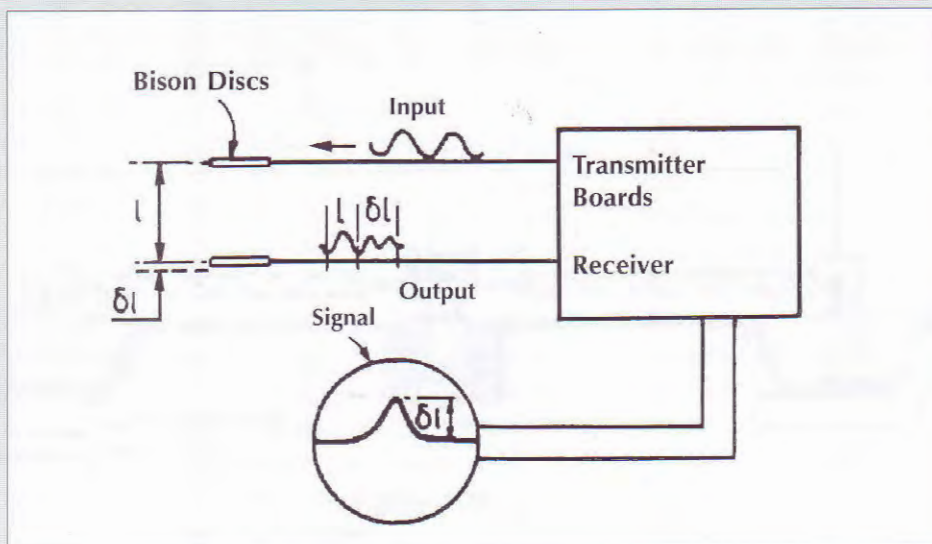 Bison Discs
Input
Transmitter
Boards
l
l
δl
Receiver
δl
Output
Signal
δl